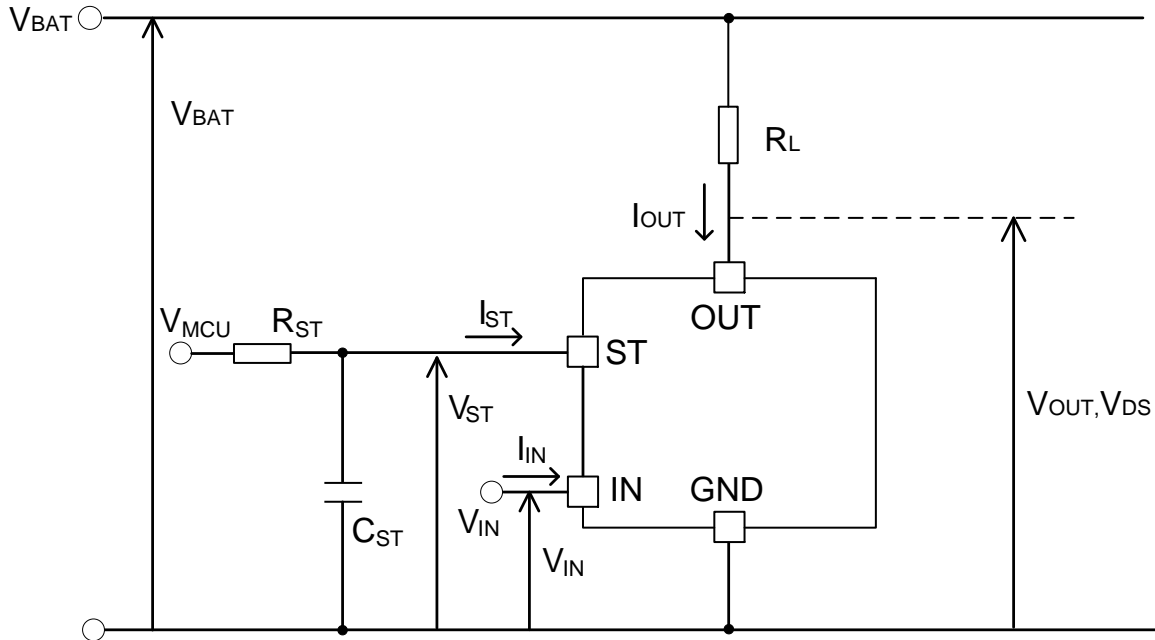 VBAT
VBAT
RL
IOUT
OUT
VMCU
RST
IST
ST
VST
VOUT,VDS
IIN
IN
GND
VIN
CST
VIN